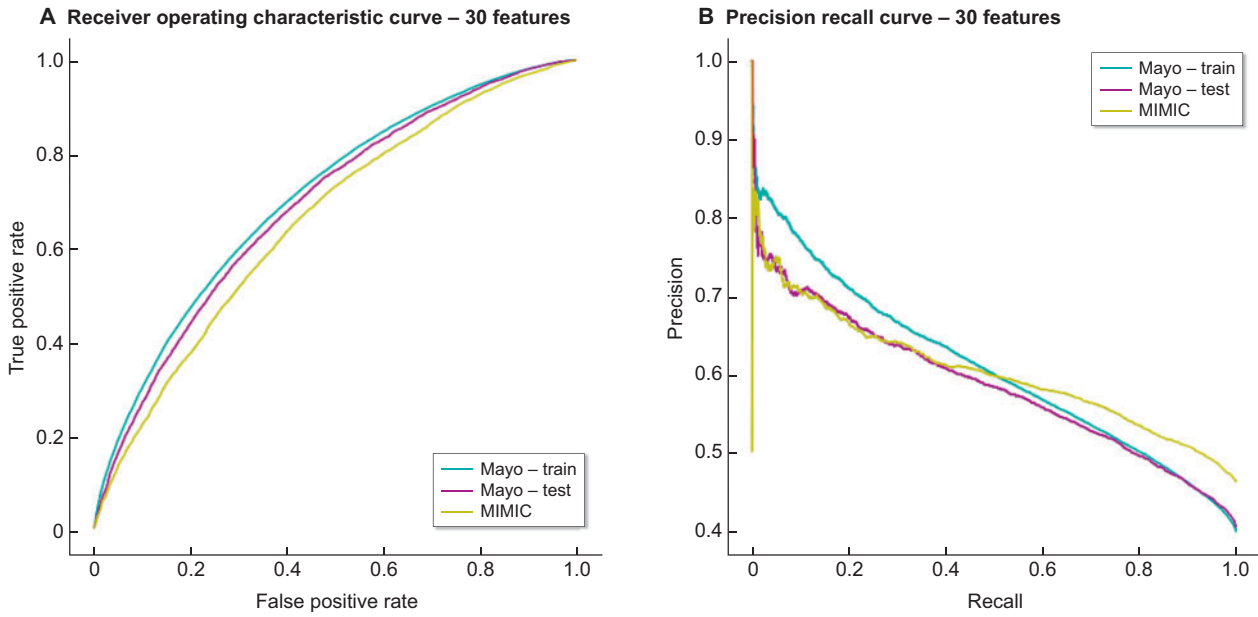 A Receiver operating characteristic curve – 30 features
1.0
0.8
0.6
0.4
0.2
0
True positive rate
0 0.2 0.4 0.6 0.8 1.0
False positive rate
Mayo – train
Mayo – test
MIMIC
B Precision recall curve – 30 features
1.0
0.9
0.8
0.7
0.6
0.5
0.4
Precision
0 0.2 0.4 0.6 0.8 1.0
Recall
Mayo – train
Mayo – test
MIMIC